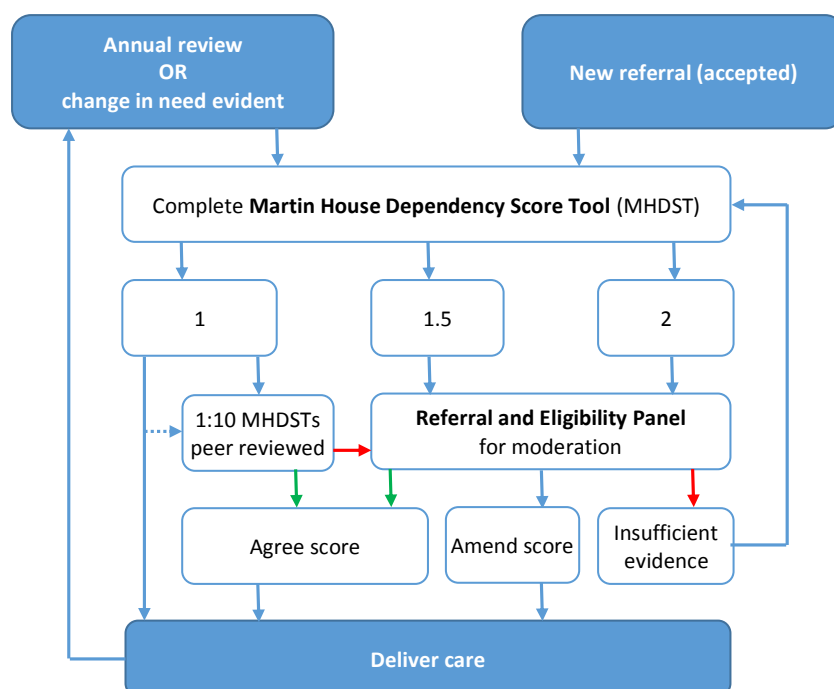 Annual review
OR
change in need evident
New referral (accepted)
Complete Martin House Dependency Score Tool (MHDST)
1
1.5
2
1:10 MHDSTs
peer reviewed
Referral and Eligibility Panel
for moderation
Agree score
Amend score
Insufficient
evidence
Deliver care